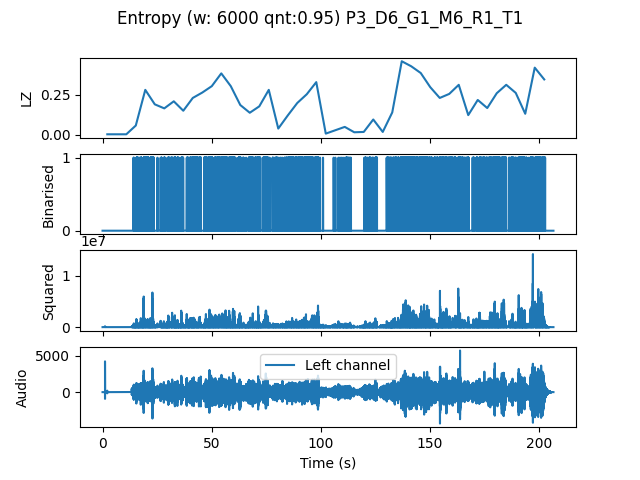 Entropy (w: 6000 qnt:0.95) P3_D6_G1_M6_R1_T1
LZ
0.25
0.00
Binarised
1
0
1e7
Squared
1
0
Audio
5000
0
Left channel
0
50
100
150
200
Time (s)